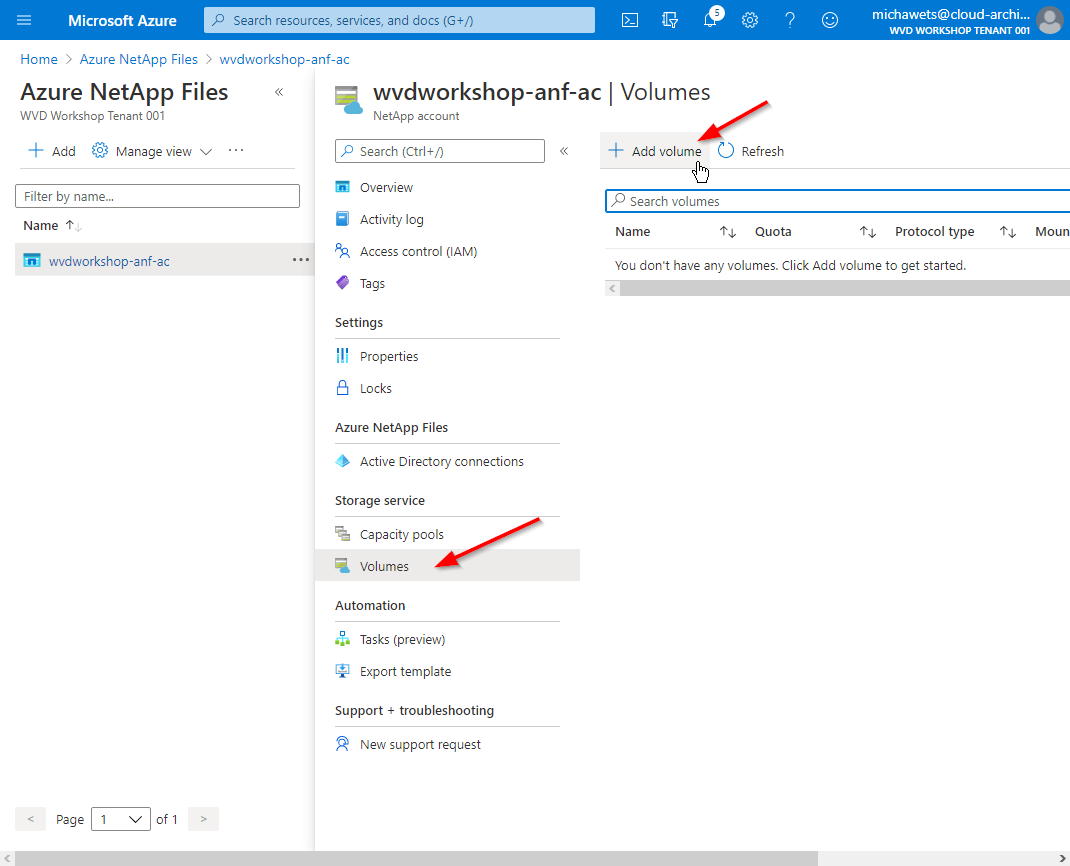 Microsoft Azure
Search resources, services, and docs (G+/)
5
michawets@cloud-archi...
WVD WORKSHOP TENANT 001
Home > Azure NetApp Files > wvdworkshop-anf-ac
Azure NetApp Files
WVD Workshop Tenant 001
Add
Manage view
Filter by name...
Name
wvdworkshop-anf-ac
Page 1 of 1
wvdworkshop-anf-ac | Volumes
NetApp account
Search (Ctrl+/)
Overview
Activity log
Access control (IAM)
Tags
Settings
Properties
Locks
Azure NetApp Files
Active Directory connections
Storage service
Capacity pools
Volumes
Automation
Tasks (preview)
Export template
Support + troubleshooting
New support request
Add volume
Refresh
Search volumes
Name Quota Protocol type Moun
You don't have any volumes. Click Add volume to get started.